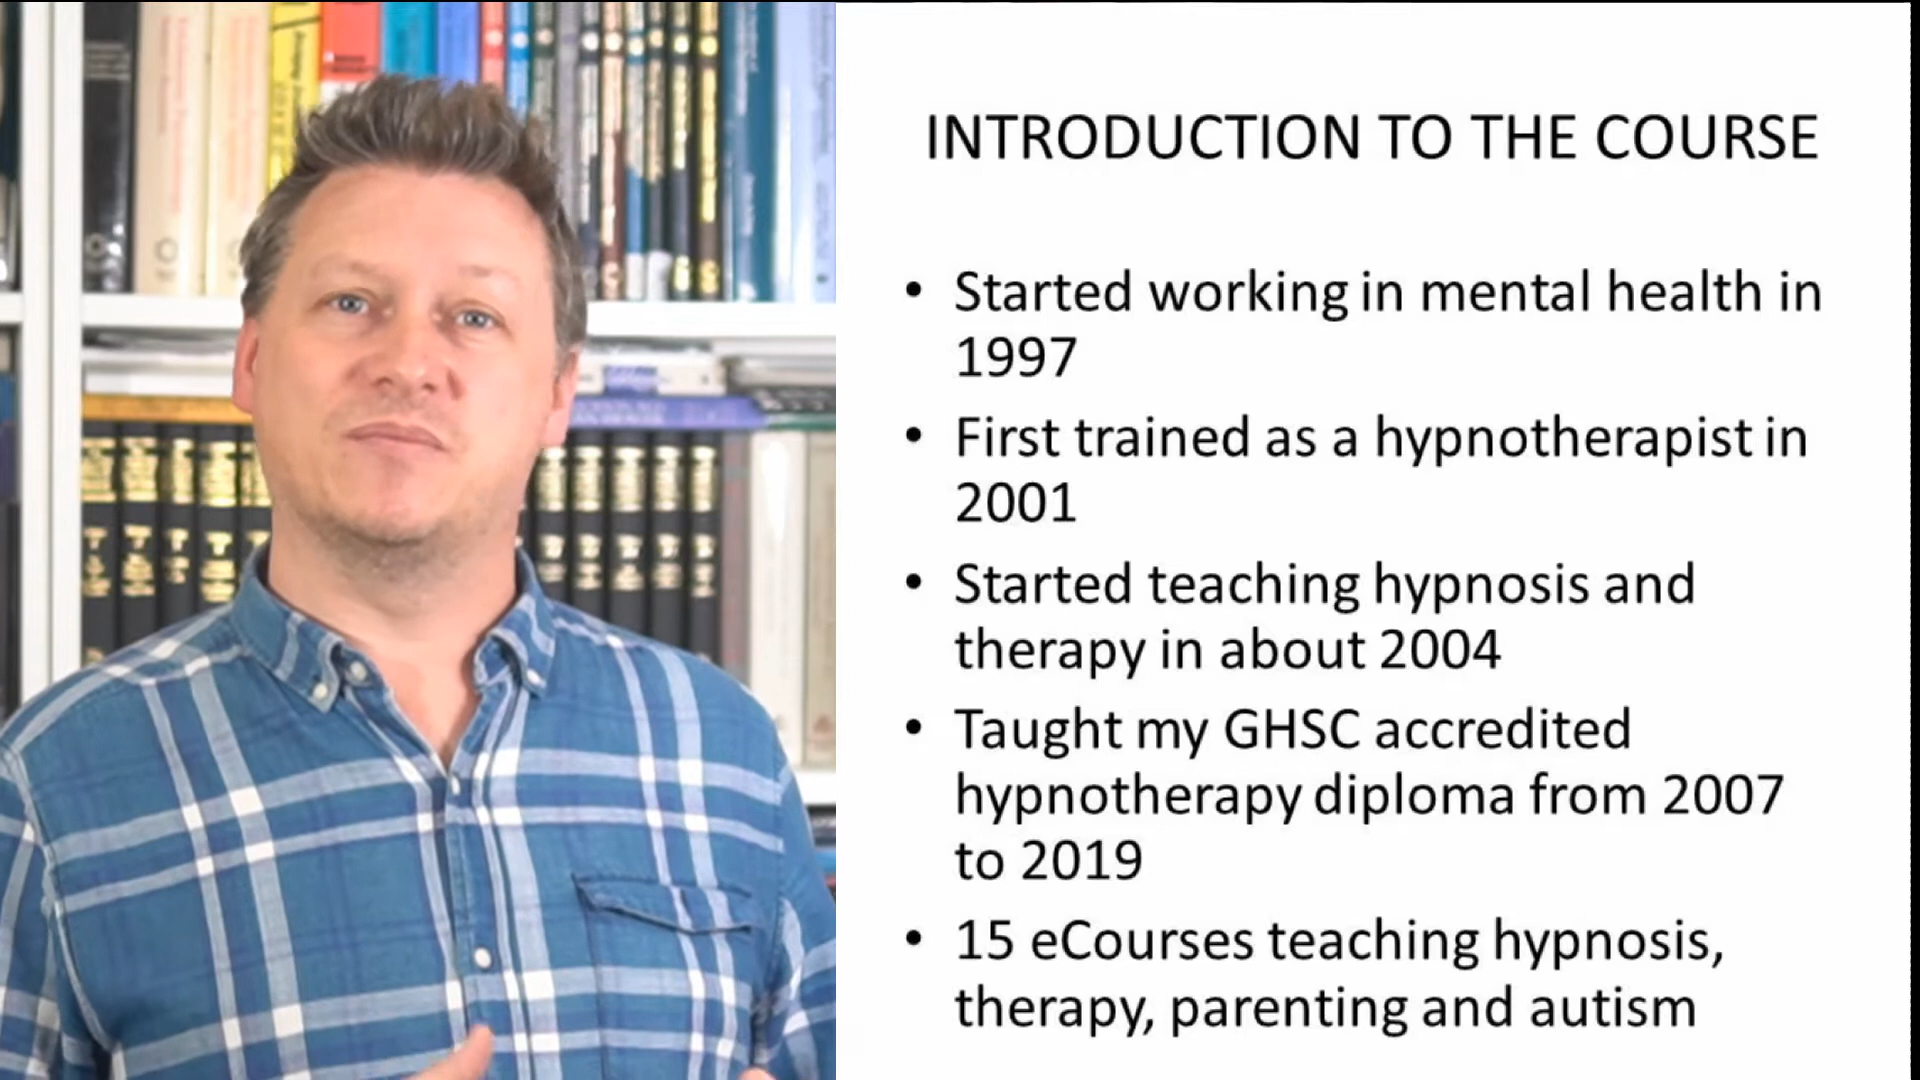 INTRODUCTION TO THE COURSE
• Started working in mental health in
1997
• First trained as a hypnotherapist in
2001
• Started teaching hypnosis and
therapy in about 2004
• Taught my GHSC accredited
hypnotherapy diploma from 2007
to 2019
• 15 eCourses teaching hypnosis,
therapy, parenting and autism